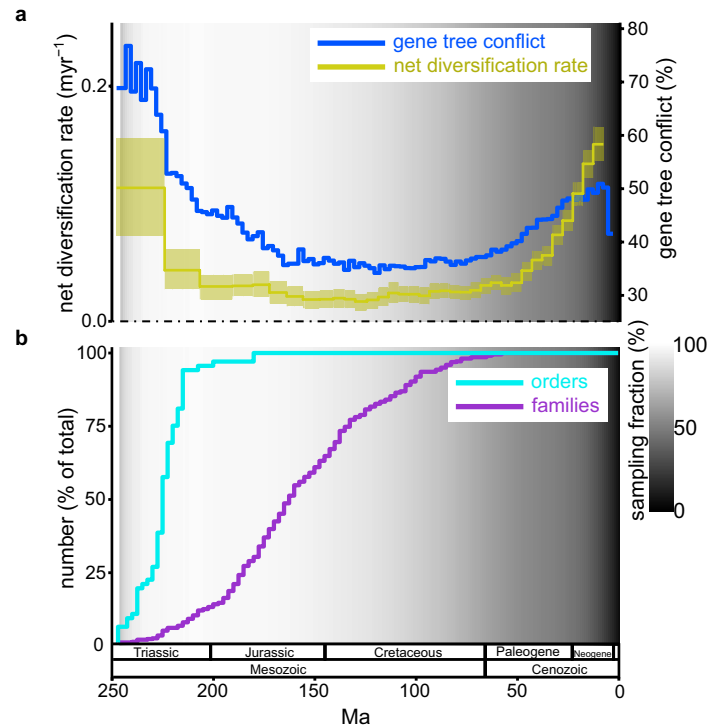 a
net diversification rate (myr⁻¹)
0.2
0.0
gene tree conflict
net diversification rate
80
70
60
50
40
30
gene tree conflict (%)
b
number (% of total)
100
75
50
25
0
orders
families
sampling fraction (%)
100
50
0
Triassic Jurassic Cretaceous Paleogene Neogene
Mesozoic Cenozoic
250 200 150 100 50 0
Ma